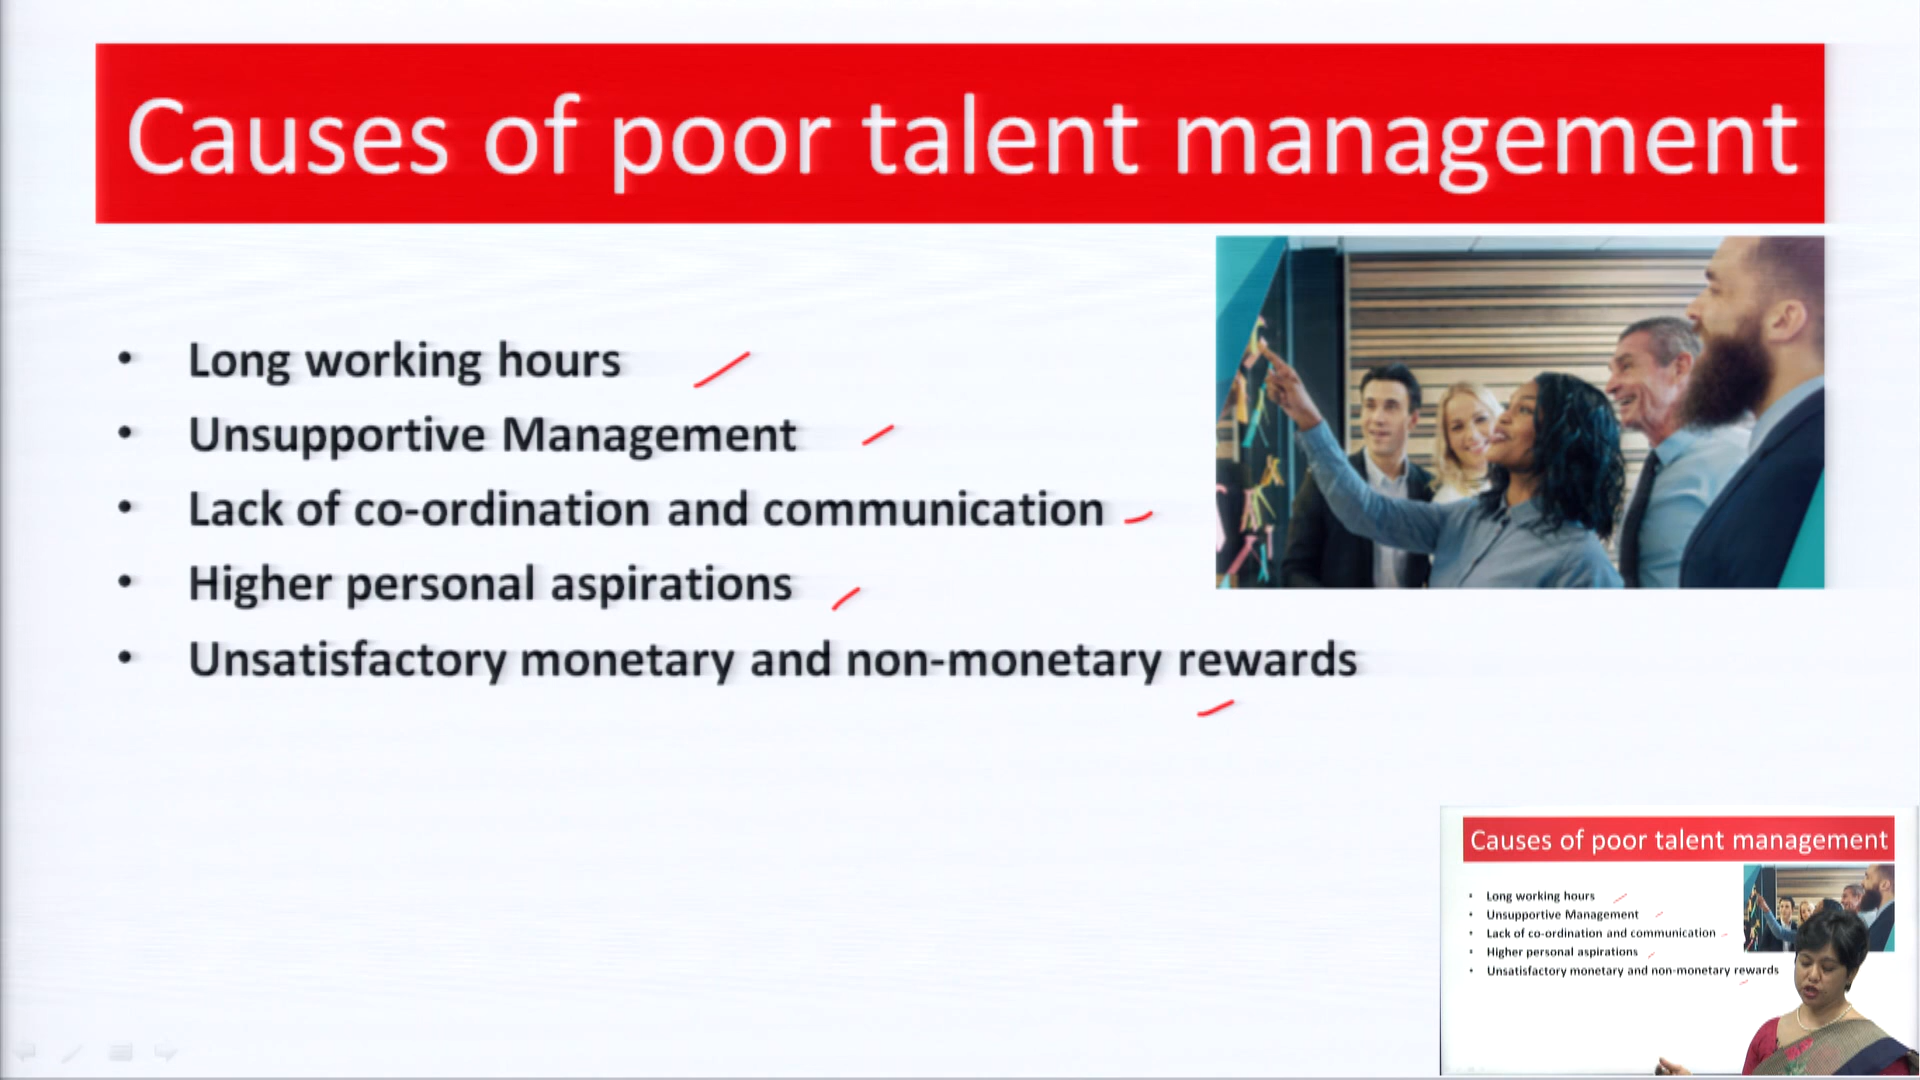 Causes of poor talent management
• Long working hours
• Unsupportive Management
• Lack of co-ordination and communication
• Higher personal aspirations
• Unsatisfactory monetary and non-monetary rewards
Causes of poor talent management
• Long working hours
• Unsupportive Management
• Lack of co-ordination and communication
• Higher personal aspirations
• Unsatisfactory monetary and non-monetary rewards